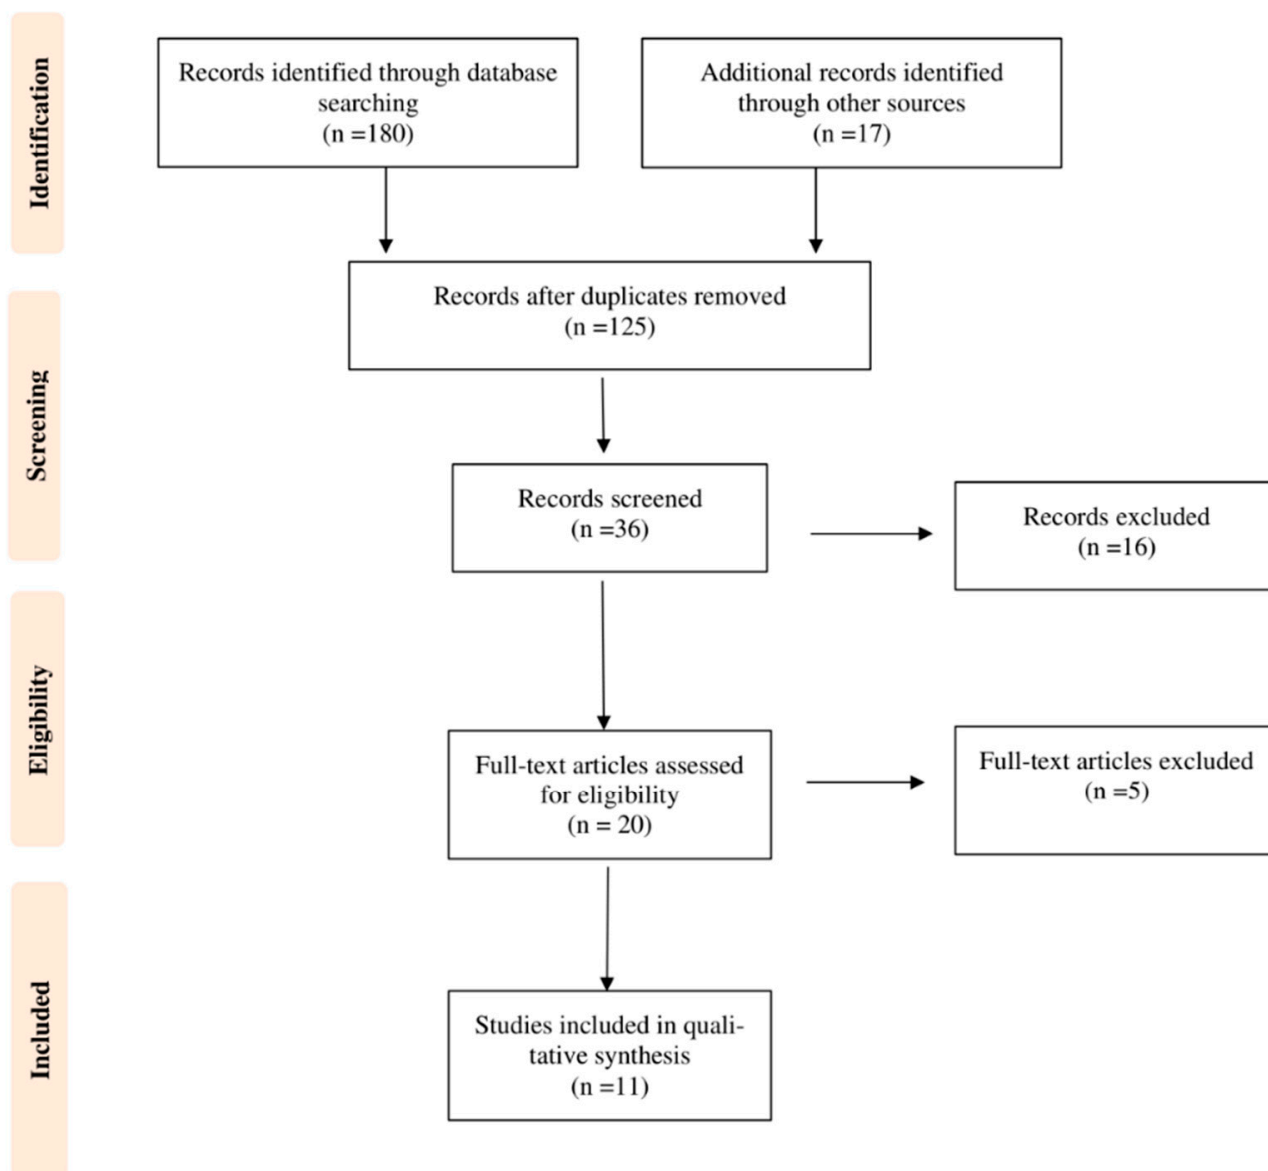 Identification
Records identified through database
searching
(n =180)
Additional records identified
through other sources
(n =17)
Records after duplicates removed
(n =125)
Screening
Records screened
(n =36)
Records excluded
(n =16)
Eligibility
Full-text articles assessed
for eligibility
(n = 20)
Full-text articles excluded
(n =5)
Included
Studies included in quali-
tative synthesis
(n =11)